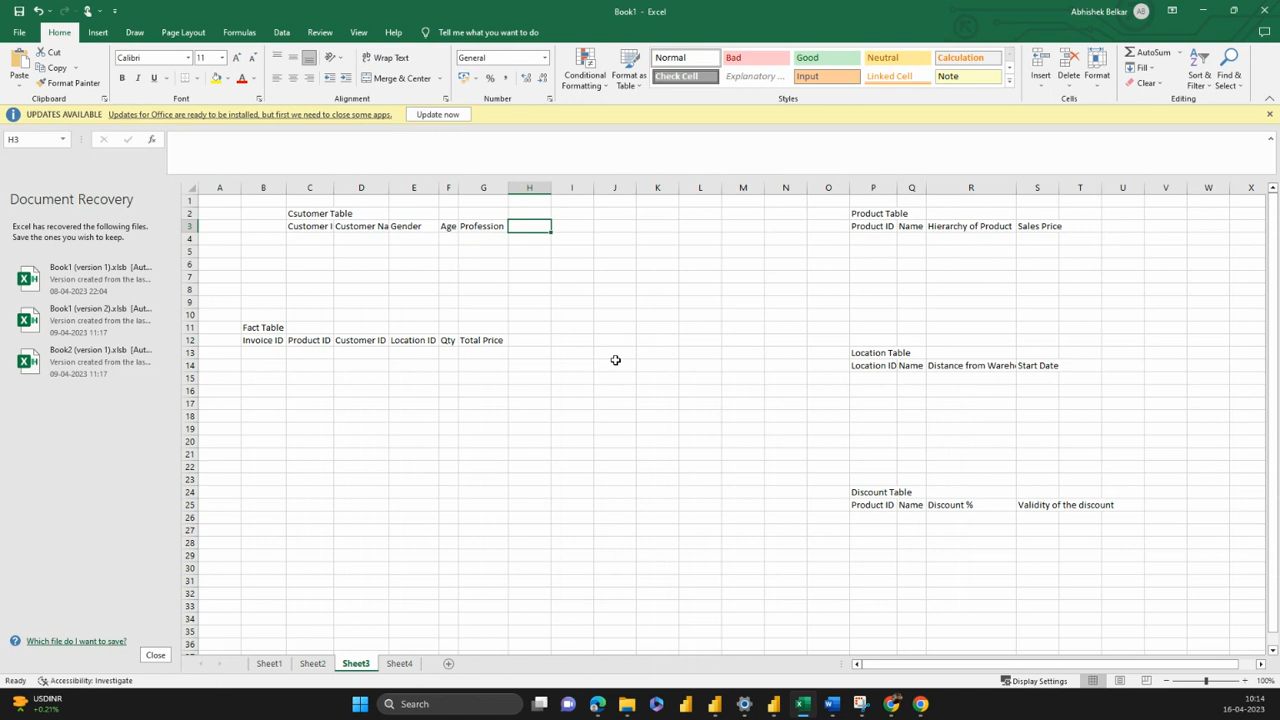 Book1 - Excel
Abhishek Belkar AB
File Home Insert Draw Page Layout Formulas Data Review View Help Tell me what you want to do
Paste Cut Copy Format Painter
Calibri 11
B I U A
Wrap Text
Merge & Center
General
% ,
Conditional Formatting Format as Table
Normal Bad Good Neutral Calculation
Check Cell Explanatory ... Input Linked Cell Note
Insert Delete Format
AutoSum Fill Clear
Sort & Filter Find & Select
Clipboard Font Alignment Number Styles Cells Editing
UPDATES AVAILABLE Updates for Office are ready to be installed, but first we need to close some apps. Update now
H3 fx
Document Recovery
Excel has recovered the following files.
Save the ones you wish to keep.
Book1 (version 1).xlsb [Aut...
Version created from the las...
08-04-2023 22:04
Book1 (version 2).xlsb [Aut...
Version created from the las...
09-04-2023 11:17
Book2 (version 1).xlsb [Aut...
Version created from the las...
09-04-2023 11:17
Which file do I want to save?
Close
A B C D E F G H I J K L M N O P Q R S T U V W X
1
2 Csutomer Table Product Table
3 Customer I Customer Na Gender Age Profession Product ID Name Hierarchy of Product Sales Price
4
5
6
7
8
9
10
11 Fact Table
12 Invoice ID Product ID Customer ID Location ID Qty Total Price
13 Location Table
14 Location ID Name Distance from Wareh Start Date
15
16
17
18
19
20
21
22
23
24 Discount Table
25 Product ID Name Discount % Validity of the discount
26
27
28
29
30
31
32
33
34
35
36
Sheet1 Sheet2 Sheet3 Sheet4
Ready Accessibility: Investigate Display Settings 100%
USDINR
+0.21%
Search
10:14
16-04-2023